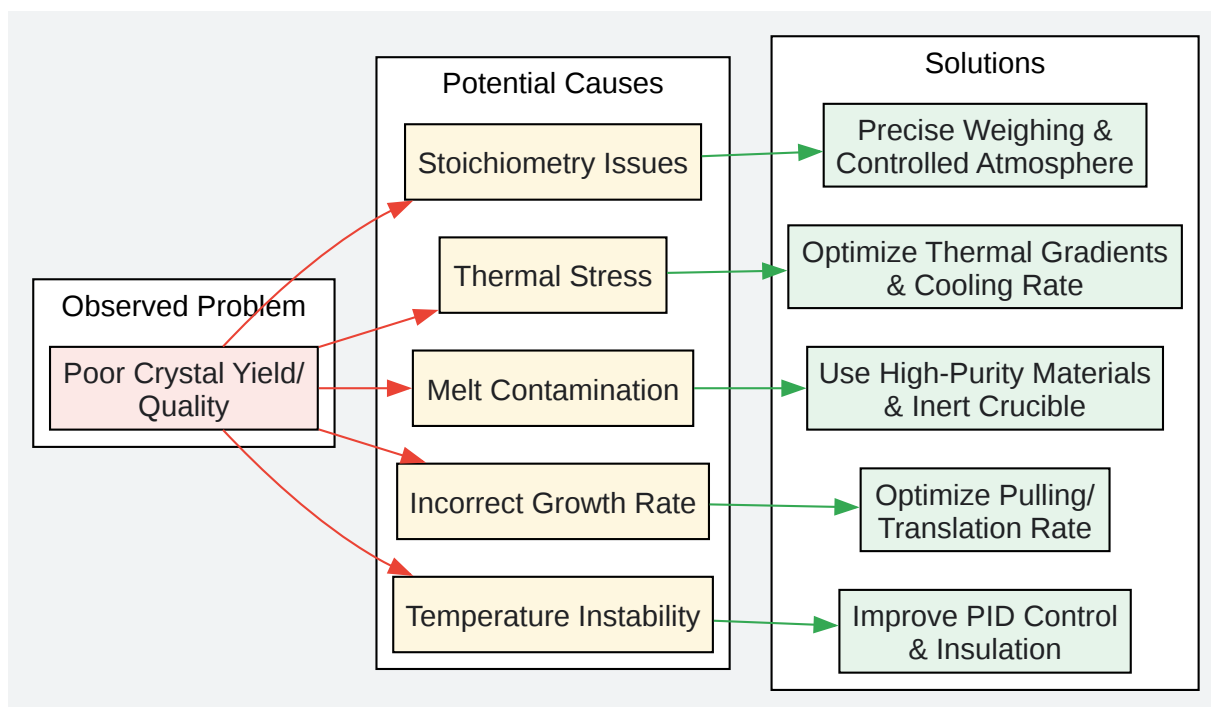 Observed Problem
Poor Crystal Yield/
Quality
Potential Causes
Stoichiometry Issues
Thermal Stress
Melt Contamination
Incorrect Growth Rate
Temperature Instability
Solutions
Precise Weighing &
Controlled Atmosphere
Optimize Thermal Gradients
& Cooling Rate
Use High-Purity Materials
& Inert Crucible
Optimize Pulling/
Translation Rate
Improve PID Control
& Insulation